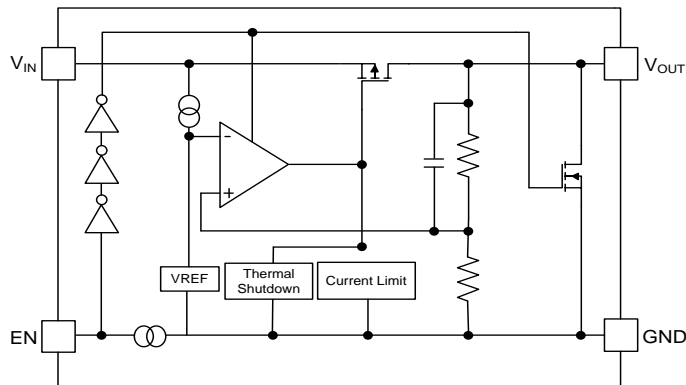 VIN
VOUT
-
+
VREF
Thermal
Shutdown
Current Limit
EN
GND